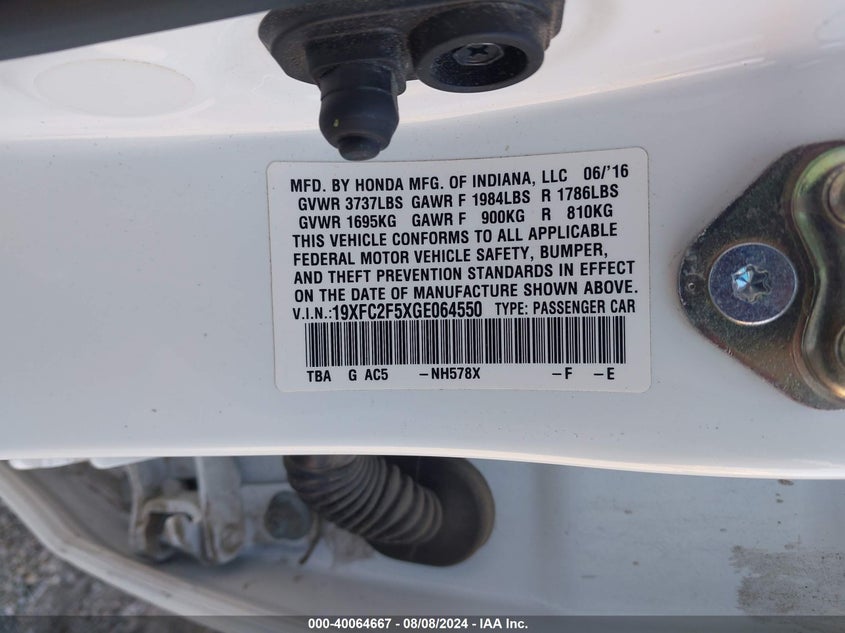 MFD. BY HONDA MFG. OF INDIANA, LLC 06/'16
GVWR 3737LBS GAWR F 1984LBS R 1786LBS
GVWR 1695KG GAWR F 900KG R 810KG
THIS VEHICLE CONFORMS TO ALL APPLICABLE
FEDERAL MOTOR VEHICLE SAFETY, BUMPER,
AND THEFT PREVENTION STANDARDS IN EFFECT
ON THE DATE OF MANUFACTURE SHOWN ABOVE.
V.I.N.:19XFC2F5XGE064550 TYPE: PASSENGER CAR
TBA G AC5 -NH578X -F -E
000-40064667 - 08/08/2024 - IAA Inc.